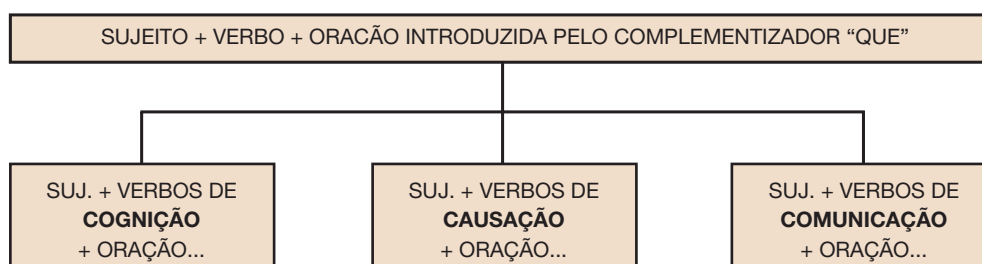 SUJEITO + VERBO + ORACÃO INTRODUZIDA PELO COMPLEMENTIZADOR “QUE”
SUJ. + VERBOS DE
COGNIÇÃO
+ ORAÇÃO...
SUJ. + VERBOS DE
CAUSAÇÃO
+ ORAÇÃO...
SUJ. + VERBOS DE
COMUNICAÇÃO
+ ORAÇÃO...